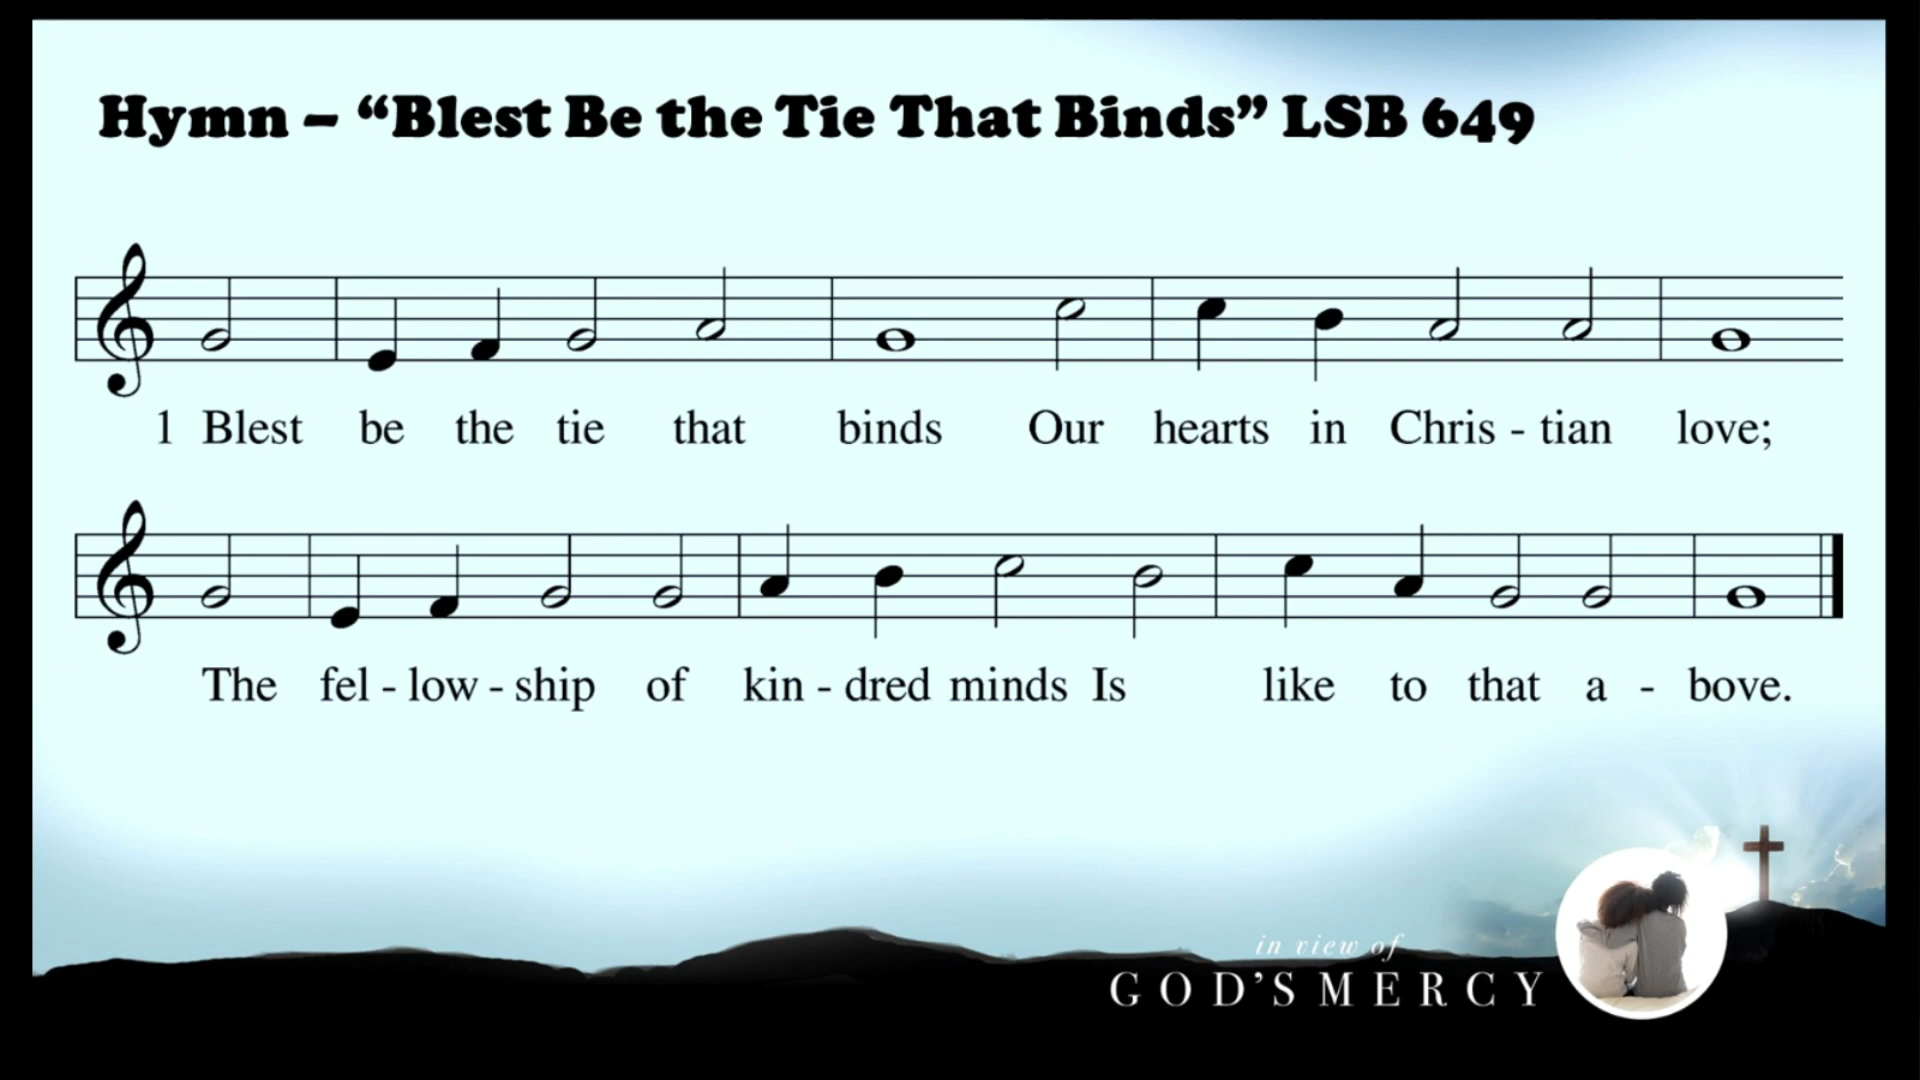 Hymn – “Blest Be the Tie That Binds” LSB 649
1 Blest be the tie that binds Our hearts in Chris - tian love;
The fel - low - ship of kin - dred minds Is like to that a - bove.
in view of
GOD’S MERCY